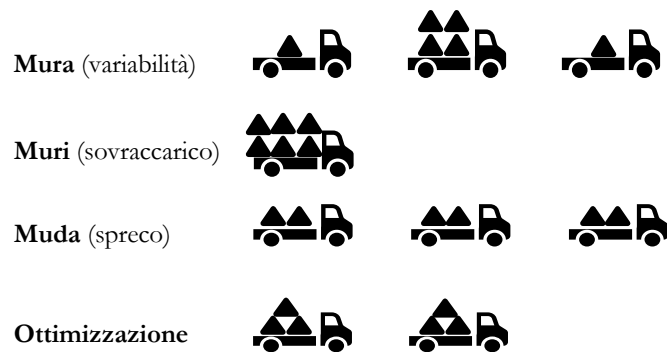 Mura (variabilità)
Muri (sovraccarico)
Muda (spreco)
Ottimizzazione